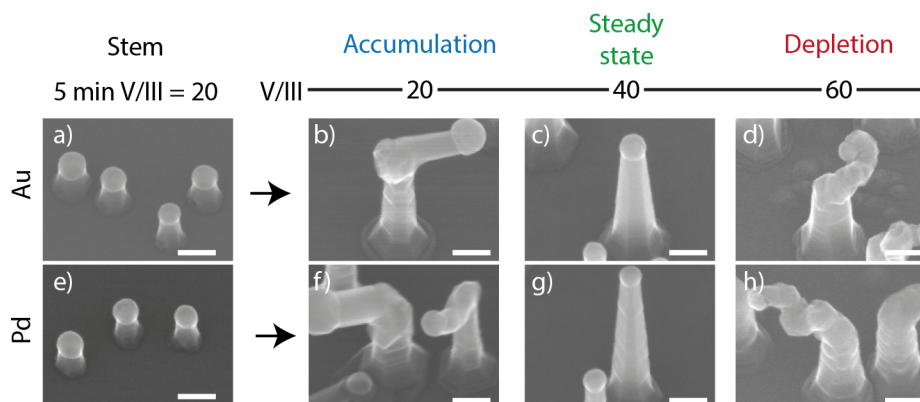 Stem
Accumulation
Steady
state
Depletion
5 min V/III = 20
V/III
20
40
60
Au
a)
b)
c)
d)
Pd
e)
f)
g)
h)